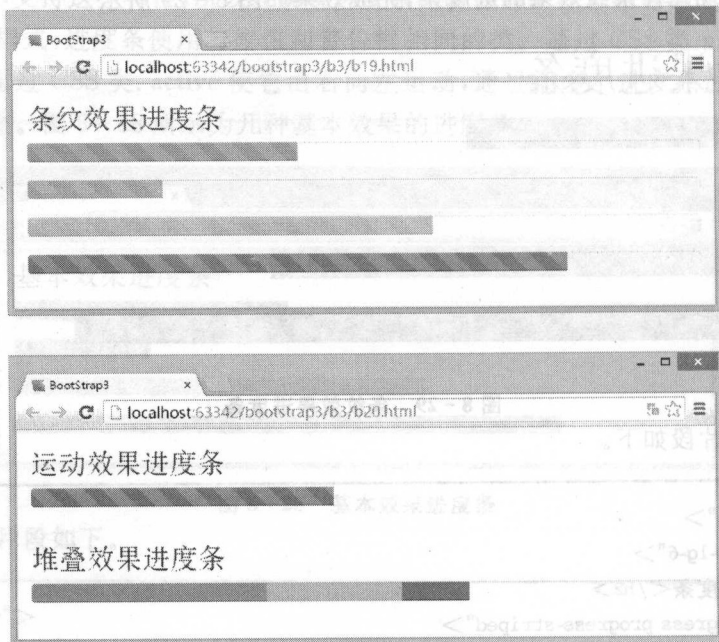 BootStrap3
localhost:63342/bootstrap3/b3/b19.html
条纹效果进度条
BootStrap3
localhost:63342/bootstrap3/b3/b20.html
运动效果进度条
堆叠效果进度条